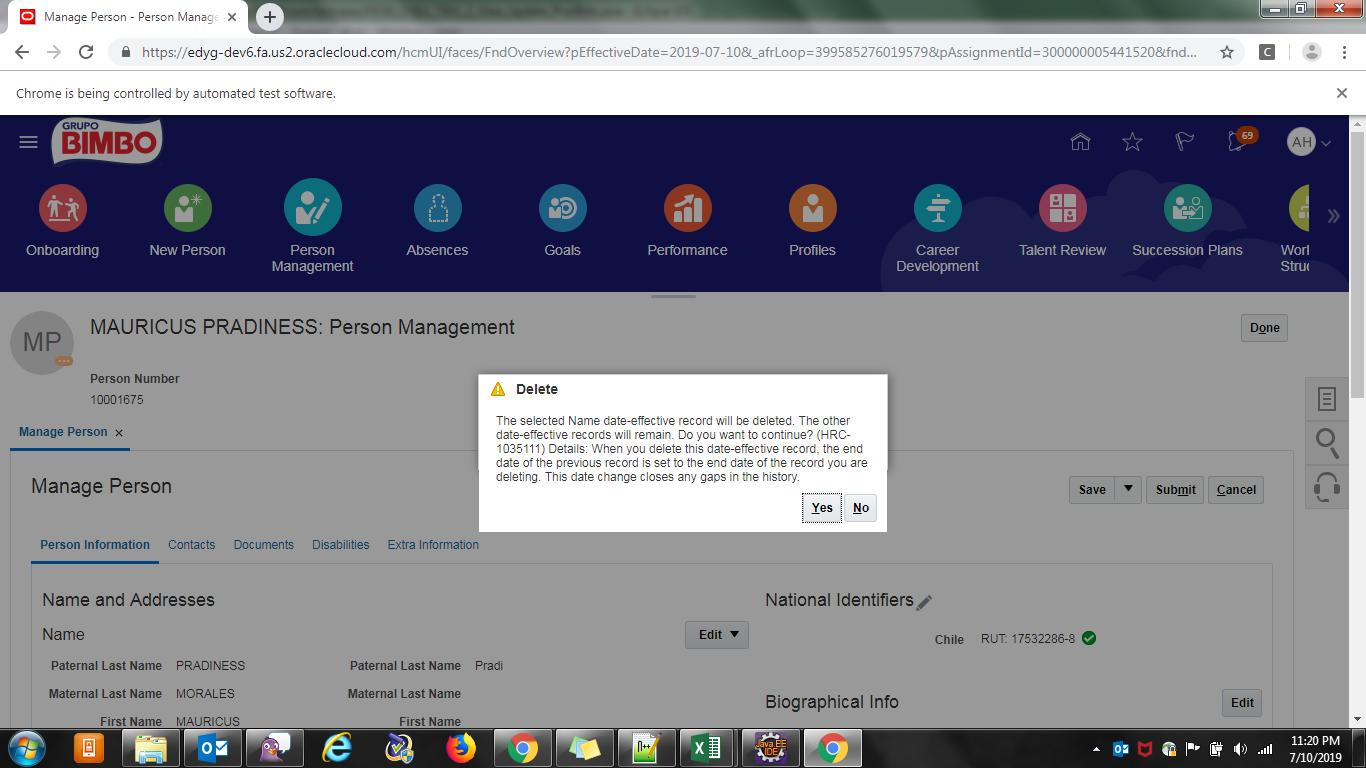 Manage Person - Person Manage
https://edyg-dev6.fa.us2.oraclecloud.com/hcmUI/faces/FndOverview?pEffectiveDate=2019-07-10&_afrLoop=399585276019579&pAssignmentId=300000005441520&fnd...
C
Chrome is being controlled by automated test software.
GRUPO
BIMBO
69
AH
Onboarding
New Person
Person
Management
Absences
Goals
Performance
Profiles
Career
Development
Talent Review
Succession Plans
Worl
Struc
MP
MAURICUS PRADINESS: Person Management
Done
Person Number
10001675
Manage Person
Delete
The selected Name date-effective record will be deleted. The other
date-effective records will remain. Do you want to continue? (HRC-
1035111) Details: When you delete this date-effective record, the end
date of the previous record is set to the end date of the record you are
deleting. This date change closes any gaps in the history.
Yes No
Manage Person
Save Submit Cancel
Person Information Contacts Documents Disabilities Extra Information
Name and Addresses
National Identifiers
Name
Edit
Chile RUT: 17532286-8
Paternal Last Name PRADINESS Paternal Last Name Pradi
Maternal Last Name MORALES Maternal Last Name
Biographical Info
Edit
First Name MAURICUS First Name
Java EE
IDE
11:20 PM
7/10/2019